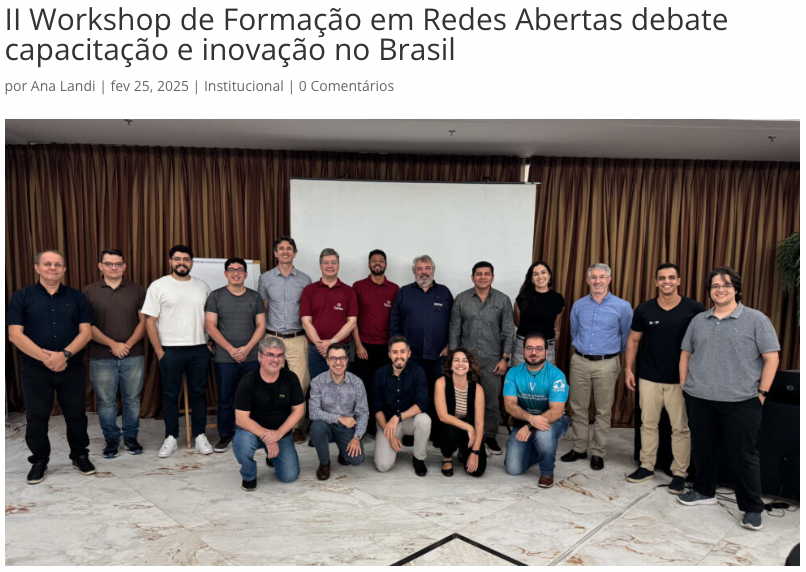 II Workshop de Formação em Redes Abertas debate
capacitação e inovação no Brasil
por Ana Landi | fev 25, 2025 | Institucional | 0 Comentários